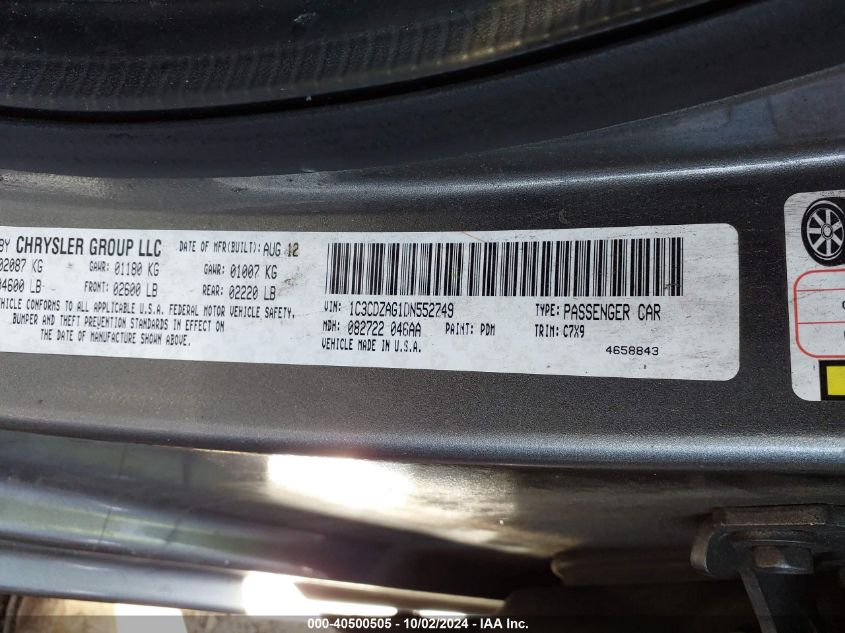 BY CHRYSLER GROUP LLC DATE OF MFR(BUILT): AUG 12
02087 KG GAWR: 01180 KG GAWR: 01007 KG
04600 LB FRONT: 02600 LB REAR: 02220 LB
VEHICLE CONFORMS TO ALL APPLICABLE U.S.A. FEDERAL MOTOR VEHICLE SAFETY,
BUMPER AND THEFT PREVENTION STANDARDS IN EFFECT ON
THE DATE OF MANUFACTURE SHOWN ABOVE.
VIN: 1C3CDZAG1DN552749 TYPE: PASSENGER CAR
MDH: 082722 046AA PAINT: PDM TRIM: C7X9
VEHICLE MADE IN U.S.A. 4658843
000-40500505 - 10/02/2024 - IAA Inc.